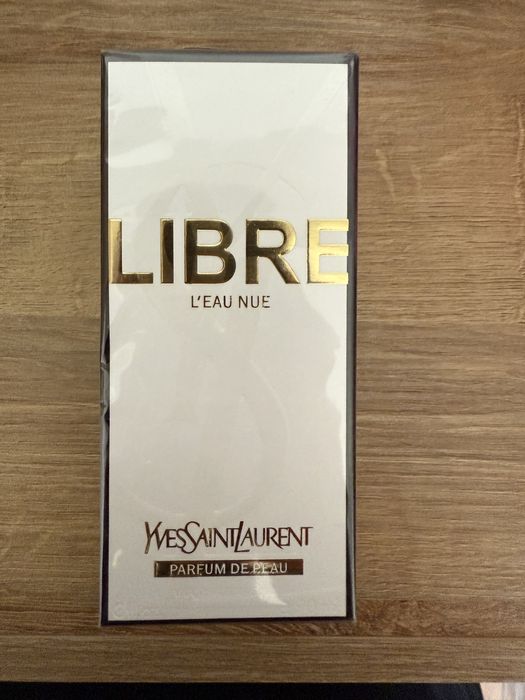 LIBRE
L'EAU NUE
YVESSAINTLAURENT
PARFUM DE PEAU